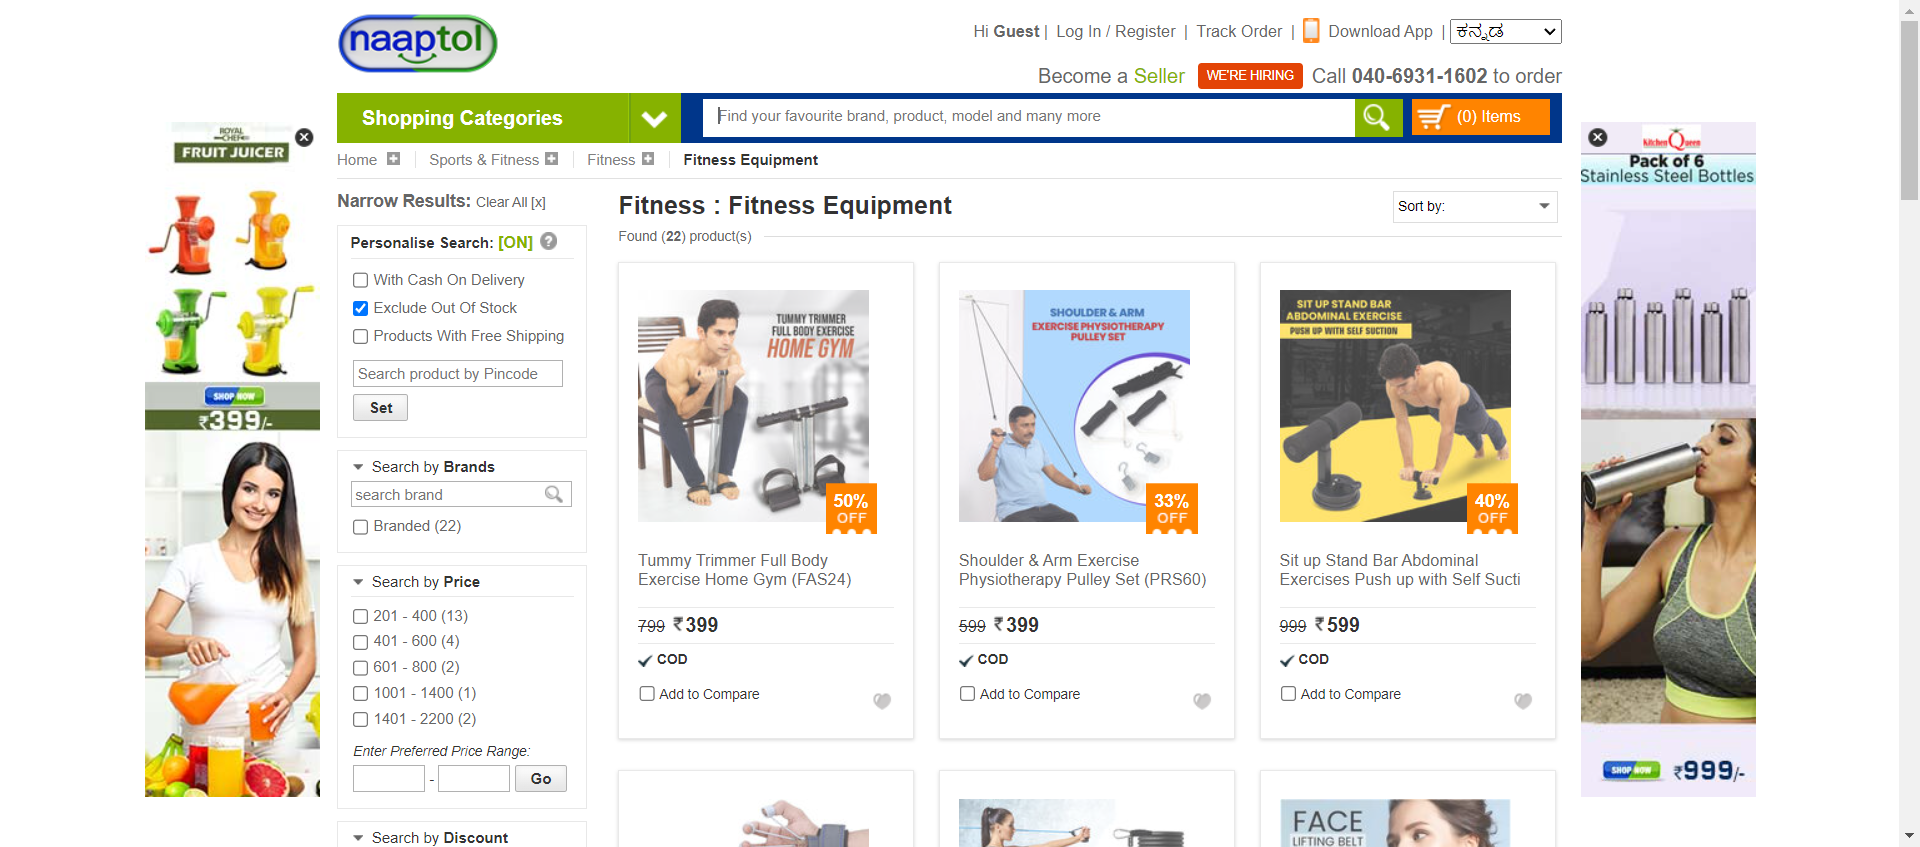 naaptol
Hi Guest | Log In / Register | Track Order | Download App | ಕನ್ನಡ
Become a Seller WE'RE HIRING Call 040-6931-1602 to order
Shopping Categories
Find your favourite brand, product, model and many more
(0) Items
Home Sports & Fitness Fitness Fitness Equipment
ROYAL
CHEF
FRUIT JUICER
SHOP NOW
₹399/-
Narrow Results: Clear All [x]
Personalise Search: [ON] ?
With Cash On Delivery
Exclude Out Of Stock
Products With Free Shipping
Search product by Pincode
Set
Search by Brands
search brand
Branded (22)
Search by Price
201 - 400 (13)
401 - 600 (4)
601 - 800 (2)
1001 - 1400 (1)
1401 - 2200 (2)
Enter Preferred Price Range:
- Go
Search by Discount
Fitness : Fitness Equipment
Sort by:
Found (22) product(s)
TUMMY TRIMMER
FULL BODY EXERCISE
HOME GYM
50%
OFF
Tummy Trimmer Full Body
Exercise Home Gym (FAS24)
799 ₹399
COD
Add to Compare
SHOULDER & ARM
EXERCISE PHYSIOTHERAPY
PULLEY SET
33%
OFF
Shoulder & Arm Exercise
Physiotherapy Pulley Set (PRS60)
599 ₹399
COD
Add to Compare
SIT UP STAND BAR
ABDOMINAL EXERCISE
PUSH UP WITH SELF SUCTION
40%
OFF
Sit up Stand Bar Abdominal
Exercises Push up with Self Sucti
999 ₹599
COD
Add to Compare
FACE
LIFTING BELT
Kitchen Queen
Pack of 6
Stainless Steel Bottles
SHOP NOW ₹999/-